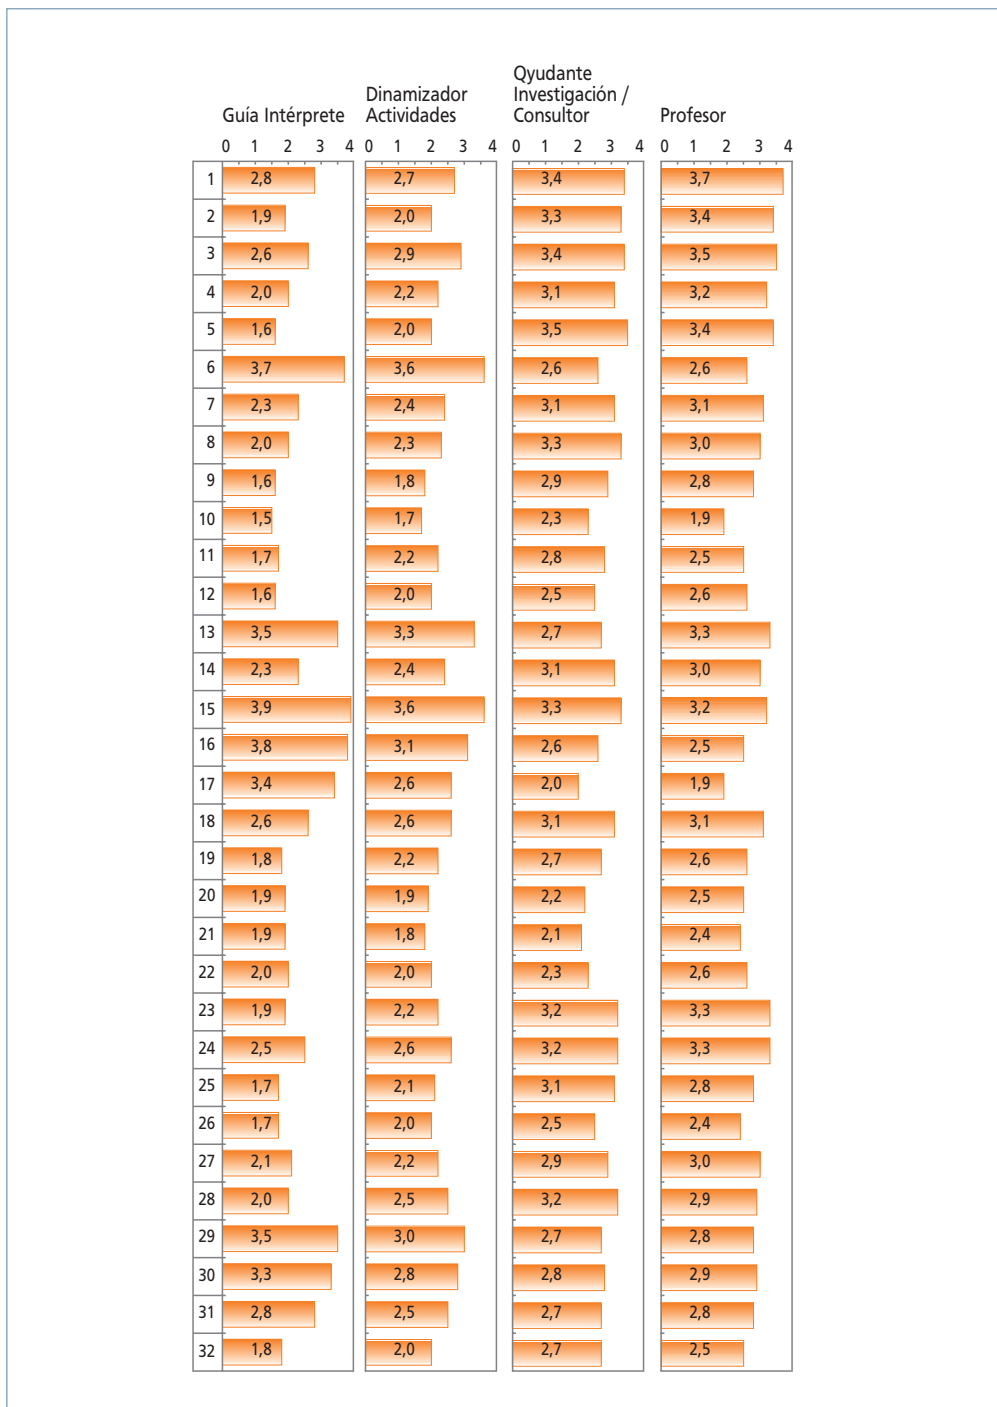 Guía Intérprete
Dinamizador
Actividades
Qyudante
Investigación /
Consultor
Profesor
0 1 2 3 4 0 1 2 3 4 0 1 2 3 4 0 1 2 3 4
1 2,8 2,7 3,4 3,7
2 1,9 2,0 3,3 3,4
3 2,6 2,9 3,4 3,5
4 2,0 2,2 3,1 3,2
5 1,6 2,0 3,5 3,4
6 3,7 3,6 2,6 2,6
7 2,3 2,4 3,1 3,1
8 2,0 2,3 3,3 3,0
9 1,6 1,8 2,9 2,8
10 1,5 1,7 2,3 1,9
11 1,7 2,2 2,8 2,5
12 1,6 2,0 2,5 2,6
13 3,5 3,3 2,7 3,3
14 2,3 2,4 3,1 3,0
15 3,9 3,6 3,3 3,2
16 3,8 3,1 2,6 2,5
17 3,4 2,6 2,0 1,9
18 2,6 2,6 3,1 3,1
19 1,8 2,2 2,7 2,6
20 1,9 1,9 2,2 2,5
21 1,9 1,8 2,1 2,4
22 2,0 2,0 2,3 2,6
23 1,9 2,2 3,2 3,3
24 2,5 2,6 3,2 3,3
25 1,7 2,1 3,1 2,8
26 1,7 2,0 2,5 2,4
27 2,1 2,2 2,9 3,0
28 2,0 2,5 3,2 2,9
29 3,5 3,0 2,7 2,8
30 3,3 2,8 2,8 2,9
31 2,8 2,5 2,7 2,8
32 1,8 2,0 2,7 2,5